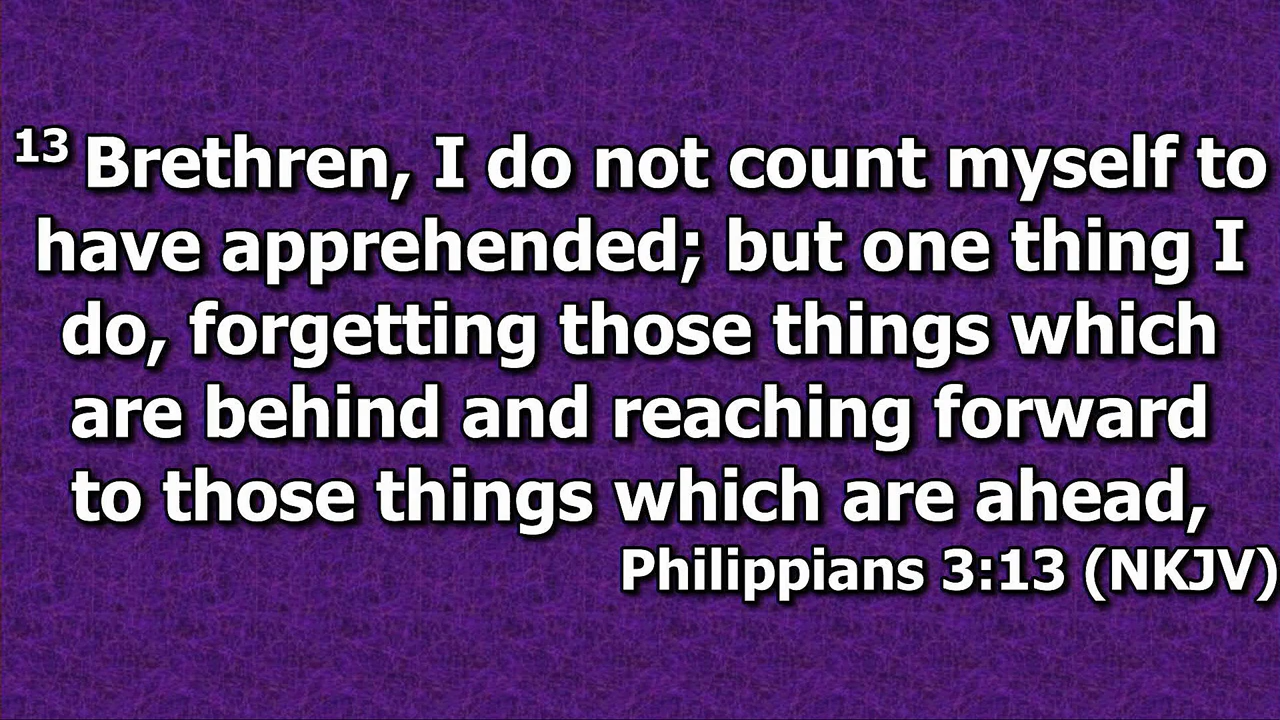 13 Brethren, I do not count myself to
have apprehended; but one thing I
do, forgetting those things which
are behind and reaching forward
to those things which are ahead,
Philippians 3:13 (NKJV)